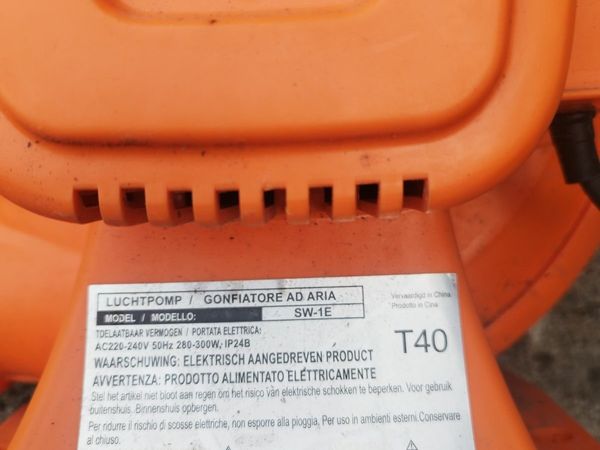 LUCHTPOMP / GONFIATORE AD ARIA
MODEL / MODELLO: SW-1E
Vervaardigd in China
Prodotto in Cina
TOELAATBAAR VERMOGEN / PORTATA ELETTRICA:
AC220-240V 50Hz 280-300W, IP24B
T40
WAARSCHUWING: ELEKTRISCH AANGEDREVEN PRODUCT
AVVERTENZA: PRODOTTO ALIMENTATO ELETTRICAMENTE
Stel het artikel niet bloot aan regen om het risico van elektrische schokken te beperken. Voor gebruik
buitenshuis. Binnenshuis opbergen.
Per ridurre il rischio di scosse elettriche, non esporre alla pioggia, Per uso in ambienti esterni.Conservare
al chiuso.